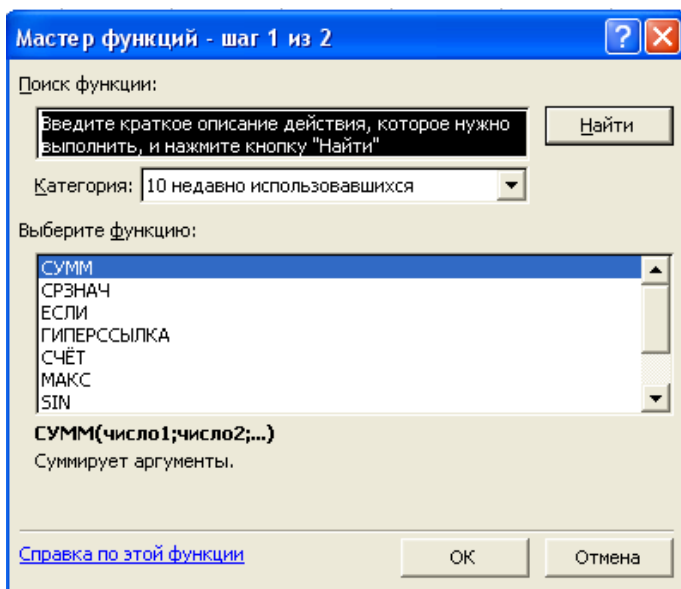 Мастер функций - шаг 1 из 2
Поиск функции:
Введите краткое описание действия, которое нужно
выполнить, и нажмите кнопку "Найти"
Найти
Категория: 10 недавно использовавшихся
Выберите функцию:
СУММ
СРЗНАЧ
ЕСЛИ
ГИПЕРССЫЛКА
СЧЁТ
МАКС
SIN
СУММ(число1;число2;...)
Суммирует аргументы.
Справка по этой функции
ОК
Отмена